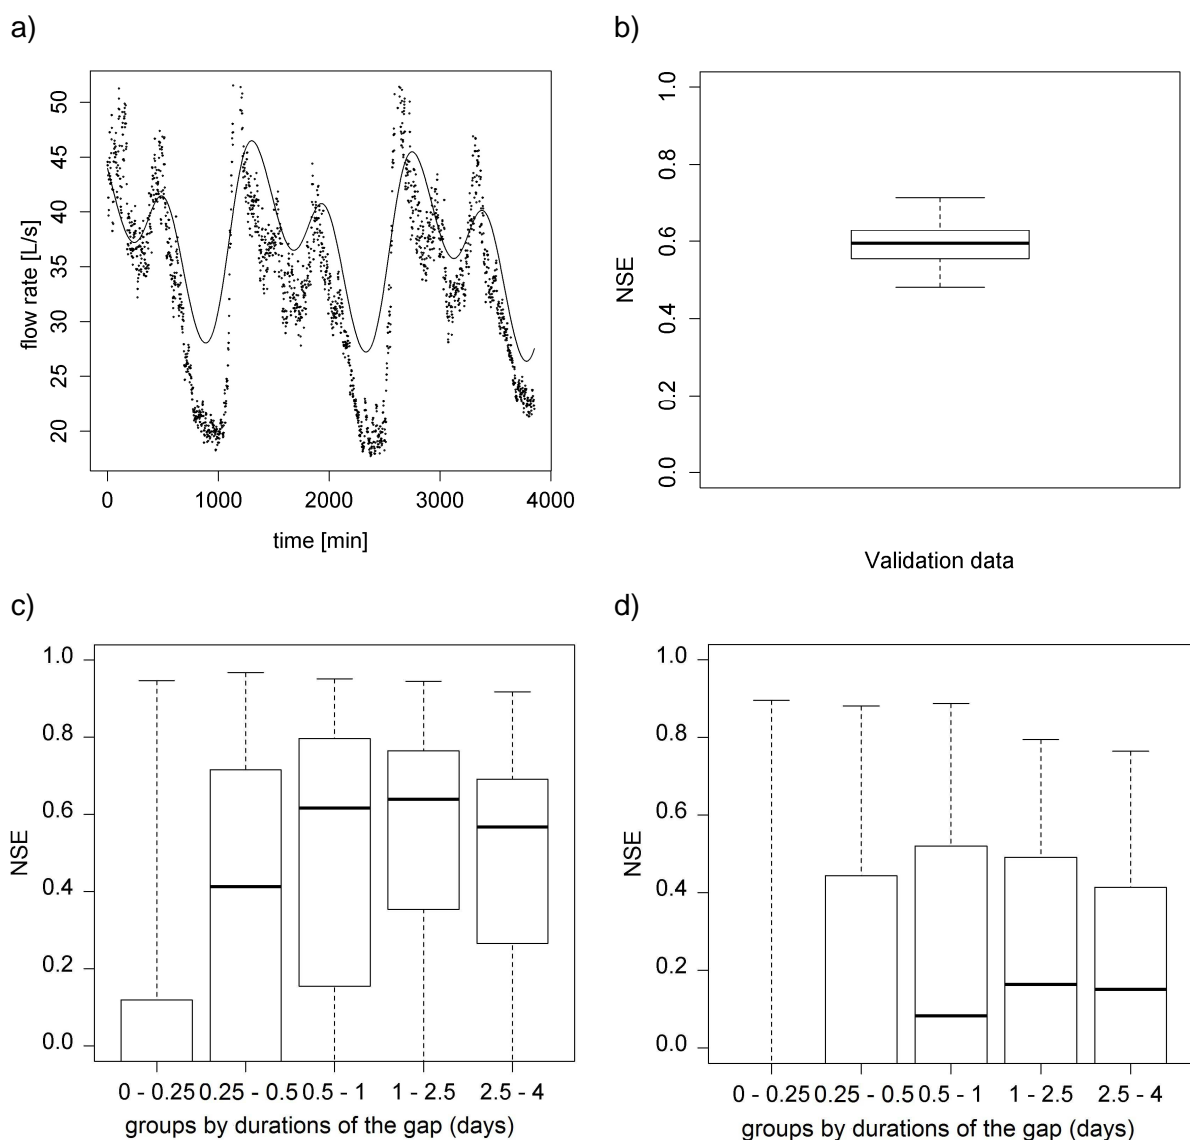 a)
50
45
40
35
30
25
20
flow rate [L/s]
0 1000 2000 3000 4000
time [min]
b)
1.0
0.8
0.6
0.4
0.2
0.0
NSE
Validation data
c)
1.0
0.8
0.6
0.4
0.2
0.0
NSE
0 - 0.25 0.25 - 0.5 0.5 - 1 1 - 2.5 2.5 - 4
groups by durations of the gap (days)
d)
1.0
0.8
0.6
0.4
0.2
0.0
NSE
0 - 0.25 0.25 - 0.5 0.5 - 1 1 - 2.5 2.5 - 4
groups by durations of the gap (days)